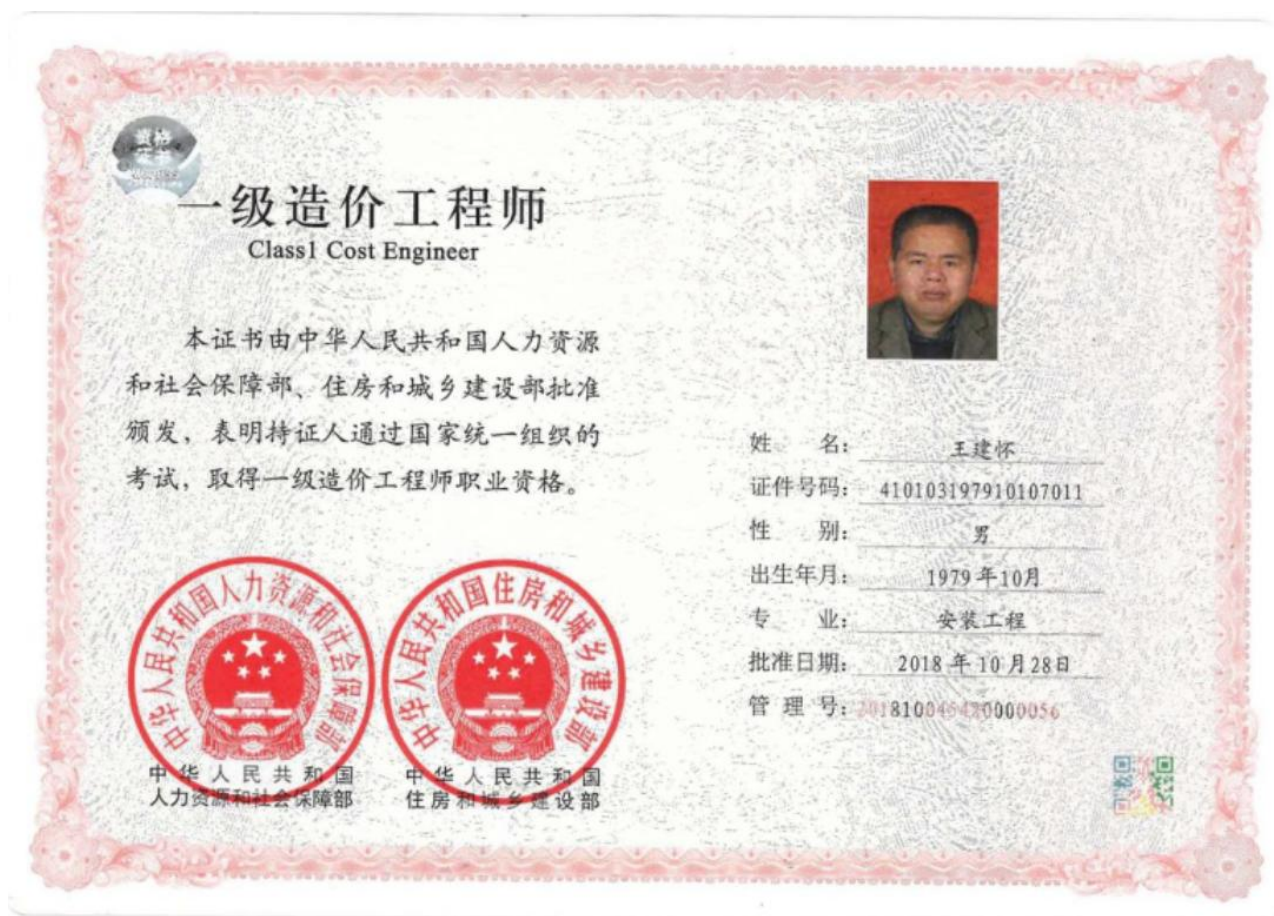 资格
一级造价工程师
Class1 Cost Engineer
本证书由中华人民共和国人力资源
和社会保障部、住房和城乡建设部批准
颁发，表明持证人通过国家统一组织的
考试，取得一级造价工程师职业资格。
中华人民共和国人力资源和社会保障部
中华人民共和国
人力资源和社会保障部
中华人民共和国住房和城乡建设部
中华人民共和国
住房和城乡建设部
姓 名： 王建怀
证件号码： 410103197910107011
性 别： 男
出生年月： 1979年10月
专 业： 安装工程
批准日期： 2018年10月28日
管 理 号：